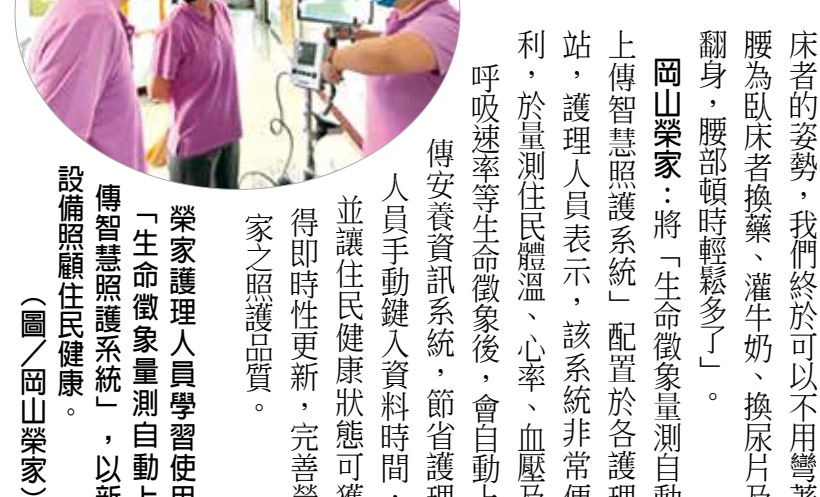 床者的姿勢，我們終於可以不用彎著
腰為臥床者換藥、灌牛奶、換尿片及
翻身，腰部頓時輕鬆多了」。
岡山榮家：將「生命徵象量測自動
上傳智慧照護系統」配置於各護理
站，護理人員表示，該系統非常便
利，於量測住民體溫、心率、血壓及
呼吸速率等生命徵象後，會自動上
傳安養資訊系統，節省護理
人員手動鍵入資料時間，
並讓住民健康狀態可獲
得即時性更新，完善榮
家之照護品質。
榮家護理人員學習使用
「生命徵象量測自動上
傳智慧照護系統」，以新
設備照顧住民健康。
（圖／岡山榮家）